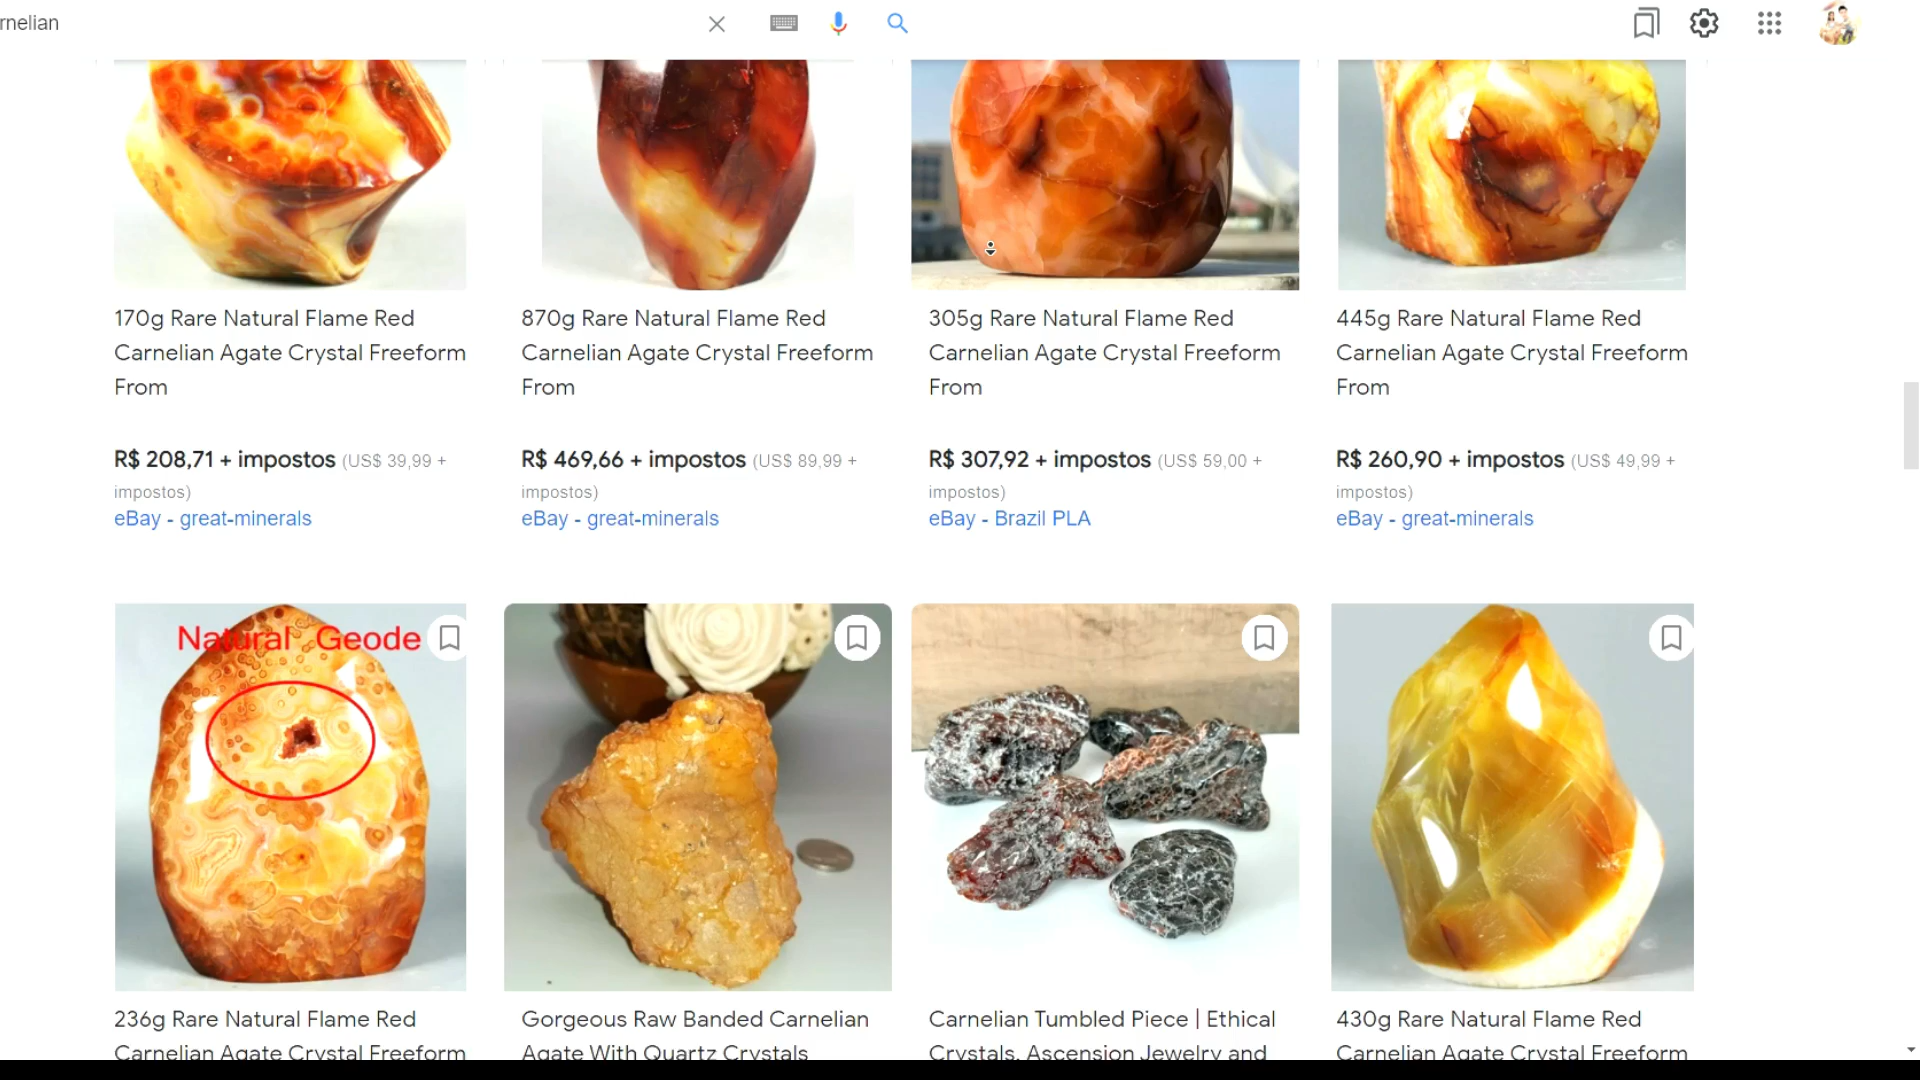 rnelian
170g Rare Natural Flame Red
Carnelian Agate Crystal Freeform
From
R$ 208,71 + impostos (US$ 39,99 +
impostos)
eBay - great-minerals
870g Rare Natural Flame Red
Carnelian Agate Crystal Freeform
From
R$ 469,66 + impostos (US$ 89,99 +
impostos)
eBay - great-minerals
305g Rare Natural Flame Red
Carnelian Agate Crystal Freeform
From
R$ 307,92 + impostos (US$ 59,00 +
impostos)
eBay - Brazil PLA
445g Rare Natural Flame Red
Carnelian Agate Crystal Freeform
From
R$ 260,90 + impostos (US$ 49,99 +
impostos)
eBay - great-minerals
Natural Geode
236g Rare Natural Flame Red
Carnelian Agate Crystal Freeform
Gorgeous Raw Banded Carnelian
Agate With Quartz Crystals
Carnelian Tumbled Piece | Ethical
Crystals, Ascension Jewelry and
430g Rare Natural Flame Red
Carnelian Agate Crystal Freeform